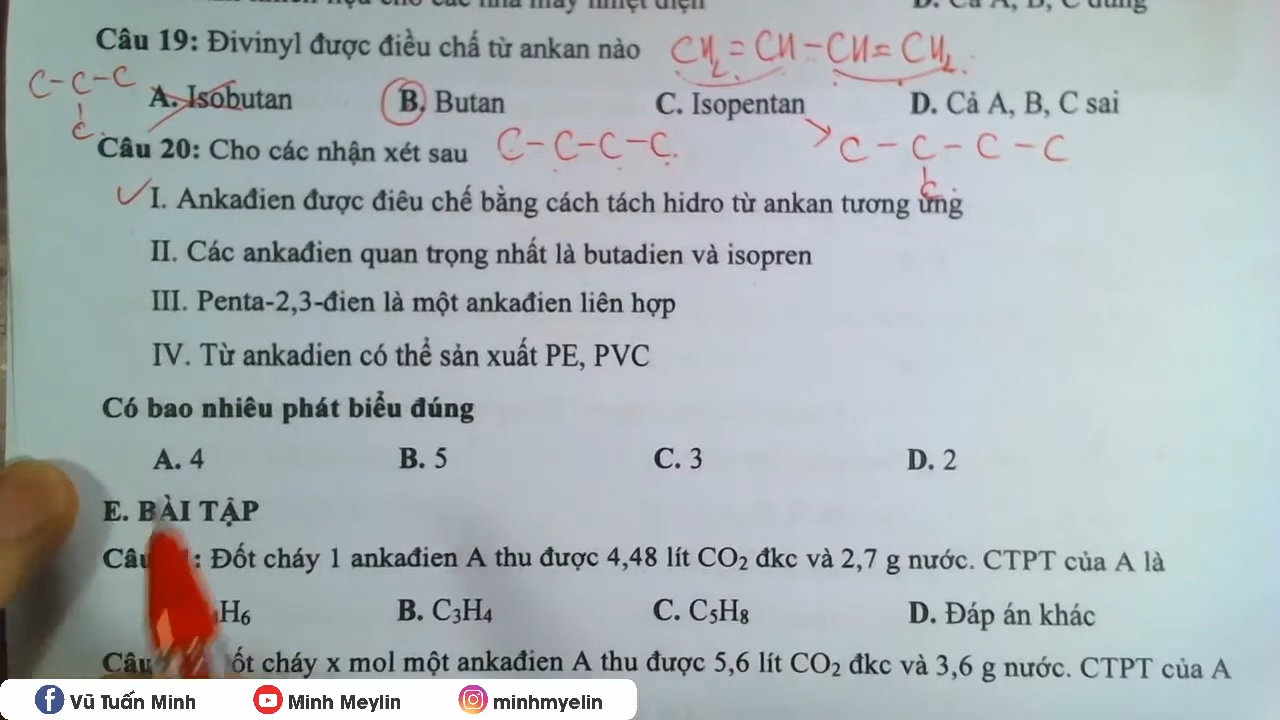 D. Cả A, B, C đúng
Câu 19: Đivinyl được điều chấ từ ankan nào CH2=CH-CH=CH2
C-C-C
C
A. Isobutan B. Butan C. Isopentan D. Cả A, B, C sai
Câu 20: Cho các nhận xét sau C-C-C-C C-C-C-C
C
I. Ankađien được điêu chế bằng cách tách hidro từ ankan tương ứng
II. Các ankađien quan trọng nhất là butadien và isopren
III. Penta-2,3-đien là một ankađien liên hợp
IV. Từ ankadien có thể sản xuất PE, PVC
Có bao nhiêu phát biểu đúng
A. 4 B. 5 C. 3 D. 2
E. BÀI TẬP
Câu : Đốt cháy 1 ankađien A thu được 4,48 lít CO2 đkc và 2,7 g nước. CTPT của A là
H6 B. C3H4 C. C5H8 D. Đáp án khác
Câu ốt cháy x mol một ankađien A thu được 5,6 lít CO2 đkc và 3,6 g nước. CTPT của A
Vũ Tuấn Minh Minh Meylin minhmyelin